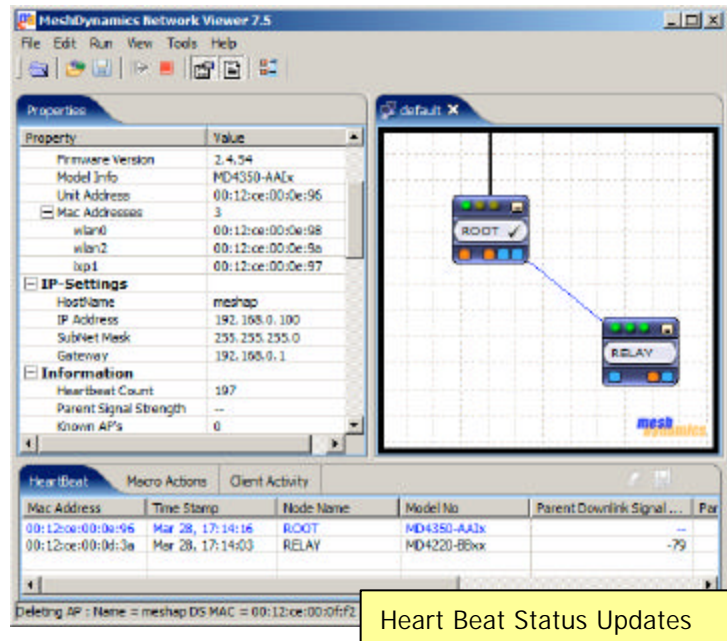 MeshDynamics Network Viewer 7.5
File Edit Run View Tools Help
Properties
default
Property Value
Firmware Version 2.4.54
Model Info MD4350-AAIx
Unit Address 00:12:ce:00:0e:96
Mac Addresses 3
wlan0 00:12:ce:00:0e:98
wlan2 00:12:ce:00:0e:9a
ixp1 00:12:ce:00:0e:97
IP-Settings
HostName meshap
IP Address 192.168.0.100
SubNet Mask 255.255.255.0
Gateway 192.168.0.1
Information
Heartbeat Count 197
Parent Signal Strength --
Known AP's 0
ROOT
RELAY
mesh dynamics
HeartBeat Macro Actions Client Activity
Mac Address Time Stamp Node Name Model No Parent Downlink Signal ... Par
00:12:ce:00:0e:96 Mar 28, 17:14:16 ROOT MD4350-AAIx --
00:12:ce:00:0d:3a Mar 28, 17:14:03 RELAY MD4220-BBxx -79
Deleting AP : Name = meshap DS MAC = 00:12:ce:00:0f:f2
Heart Beat Status Updates